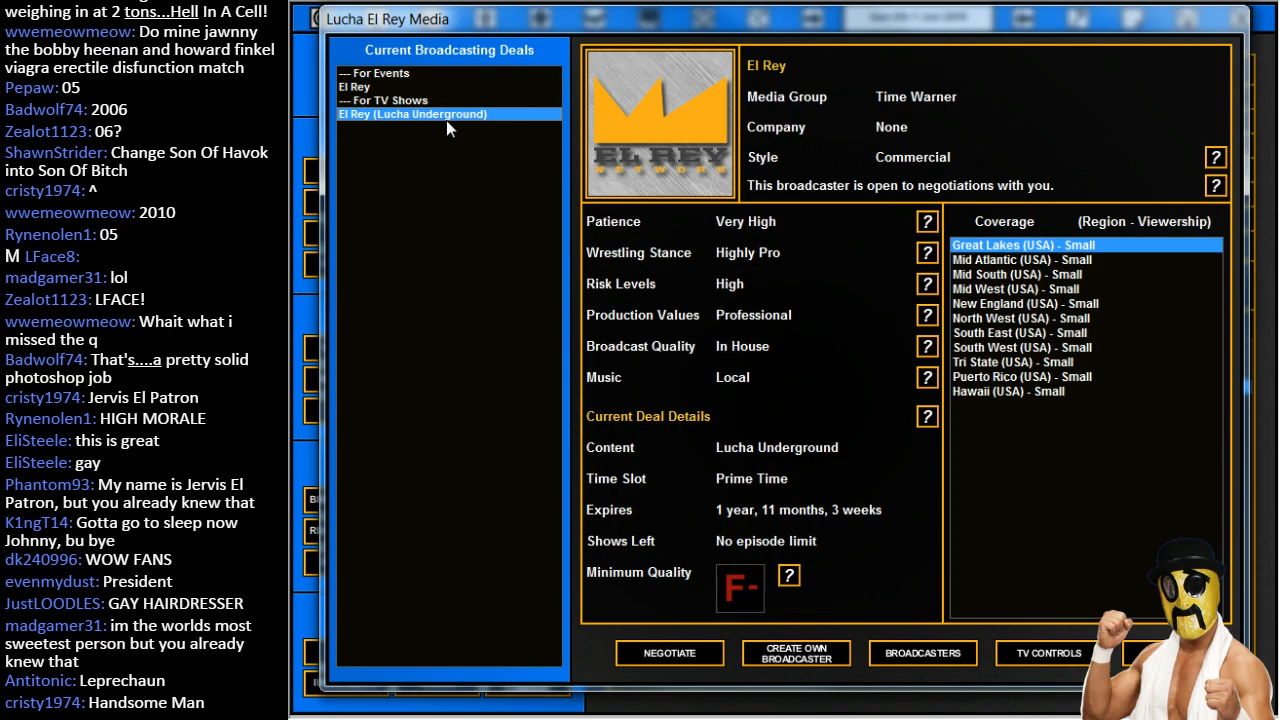 weighing in at 2 tons...Hell In A Cell!
wwemeowmeow: Do mine jawnny
the bobby heenan and howard finkel
viagra erectile disfunction match
Pepaw: 05
Badwolf74: 2006
Zealot1123: 06?
ShawnStrider: Change Son Of Havok
into Son Of Bitch
cristy1974: ^
wwemeowmeow: 2010
Rynenolen1: 05
M LFace8:
madgamer31: lol
Zealot1123: LFACE!
wwemeowmeow: Whait what i
missed the q
Badwolf74: That's....a pretty solid
photoshop job
cristy1974: Jervis El Patron
Rynenolen1: HIGH MORALE
EliSteele: this is great
EliSteele: gay
Phantom93: My name is Jervis El
Patron, but you already knew that
K1ngT14: Gotta go to sleep now
Johnny, bu bye
dk240996: WOW FANS
evenmydust: President
JustLOODLES: GAY HAIRDRESSER
madgamer31: im the worlds most
sweetest person but you already
knew that
Antitonic: Leprechaun
cristy1974: Handsome Man
Lucha El Rey Media
Current Broadcasting Deals
--- For Events
El Rey
--- For TV Shows
El Rey (Lucha Underground)
EL REY
NETWORK
El Rey
Media Group Time Warner
Company None
Style Commercial ?
This broadcaster is open to negotiations with you. ?
Patience Very High ?
Wrestling Stance Highly Pro ?
Risk Levels High ?
Production Values Professional ?
Broadcast Quality In House ?
Music Local ?
Current Deal Details ?
Content Lucha Underground
Time Slot Prime Time
Expires 1 year, 11 months, 3 weeks
Shows Left No episode limit
Minimum Quality F- ?
Coverage (Region - Viewership)
Great Lakes (USA) - Small
Mid Atlantic (USA) - Small
Mid South (USA) - Small
Mid West (USA) - Small
New England (USA) - Small
North West (USA) - Small
South East (USA) - Small
South West (USA) - Small
Tri State (USA) - Small
Puerto Rico (USA) - Small
Hawaii (USA) - Small
NEGOTIATE
CREATE OWN
BROADCASTER
BROADCASTERS
TV CONTROLS